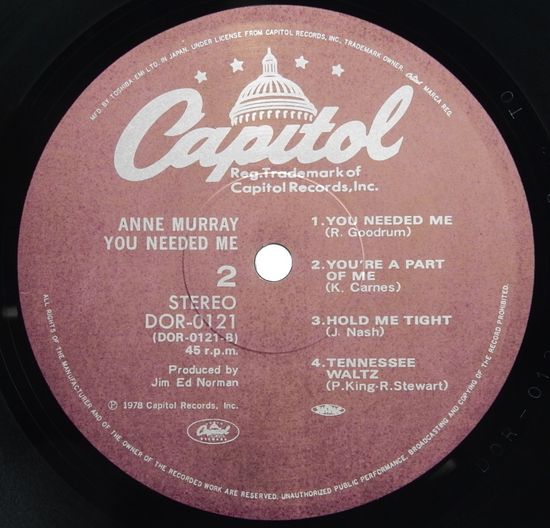 MFD. BY TOSHIBA EMI LTD. IN JAPAN. UNDER LICENSE FROM CAPITOL RECORDS, INC., TRADEMARK OWNER. Capitol MARCA REG.
Capitol
Reg. Trademark of
Capitol Records, Inc.
ANNE MURRAY
YOU NEEDED ME
2
STEREO
DOR-0121
(DOR-0121-B)
45 r.p.m.
Produced by
Jim Ed Norman
℗ 1978 Capitol Records, Inc.
1.YOU NEEDED ME
(R. Goodrum)
2.YOU'RE A PART
OF ME
(K. Carnes)
3.HOLD ME TIGHT
(J. Nash)
4.TENNESSEE
WALTZ
(P.King-R.Stewart)
Capitol
ALL RIGHTS OF THE MANUFACTURER AND OF THE OWNER OF THE RECORDED WORK ARE RESERVED. UNAUTHORIZED PUBLIC PERFORMANCE, BROADCASTING AND COPYING OF THE RECORD PROHIBITED.
TO